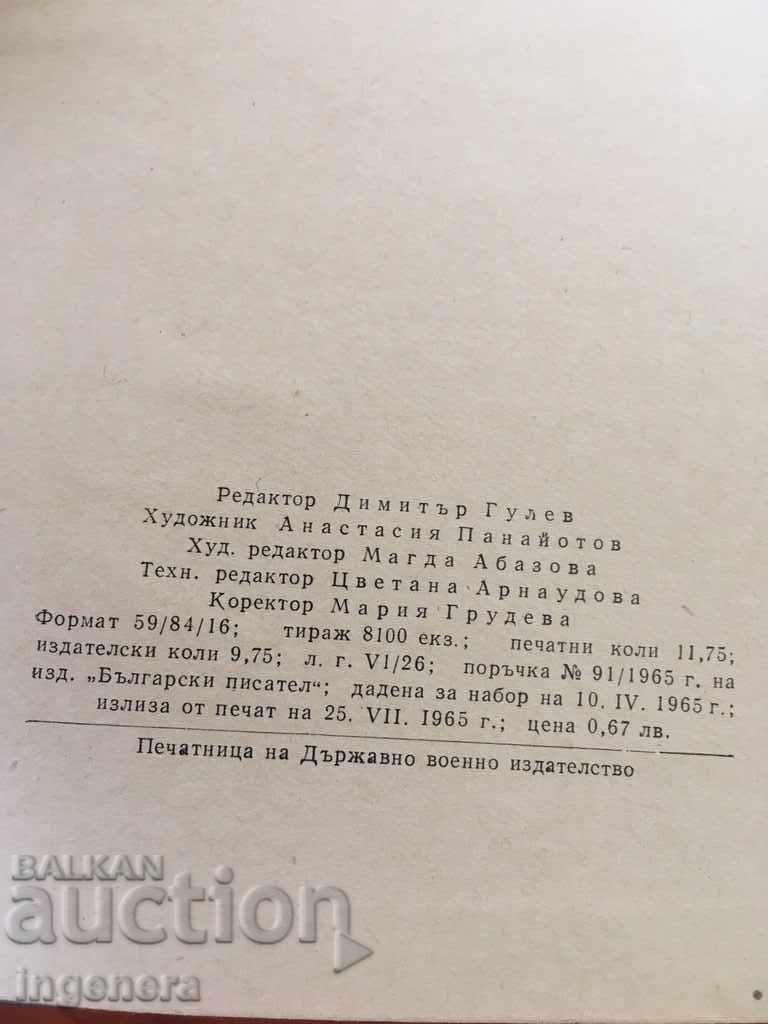 Редактор Димитър Гулев
Художник Анастасия Панайотов
Худ. редактор Магда Абазова
Техн. редактор Цветана Арнаудова
Коректор Мария Грудева
Формат 59/84/16; тираж 8100 екз.; печатни коли 11,75;
издателски коли 9,75; л. г. VI/26; поръчка № 91/1965 г. на
изд. „Български писател“; дадена за набор на 10. IV. 1965 г.;
излиза от печат на 25. VII. 1965 г.; цена 0,67 лв.
Печатница на Държавно военно издателство
BALKAN
auction
ingenera